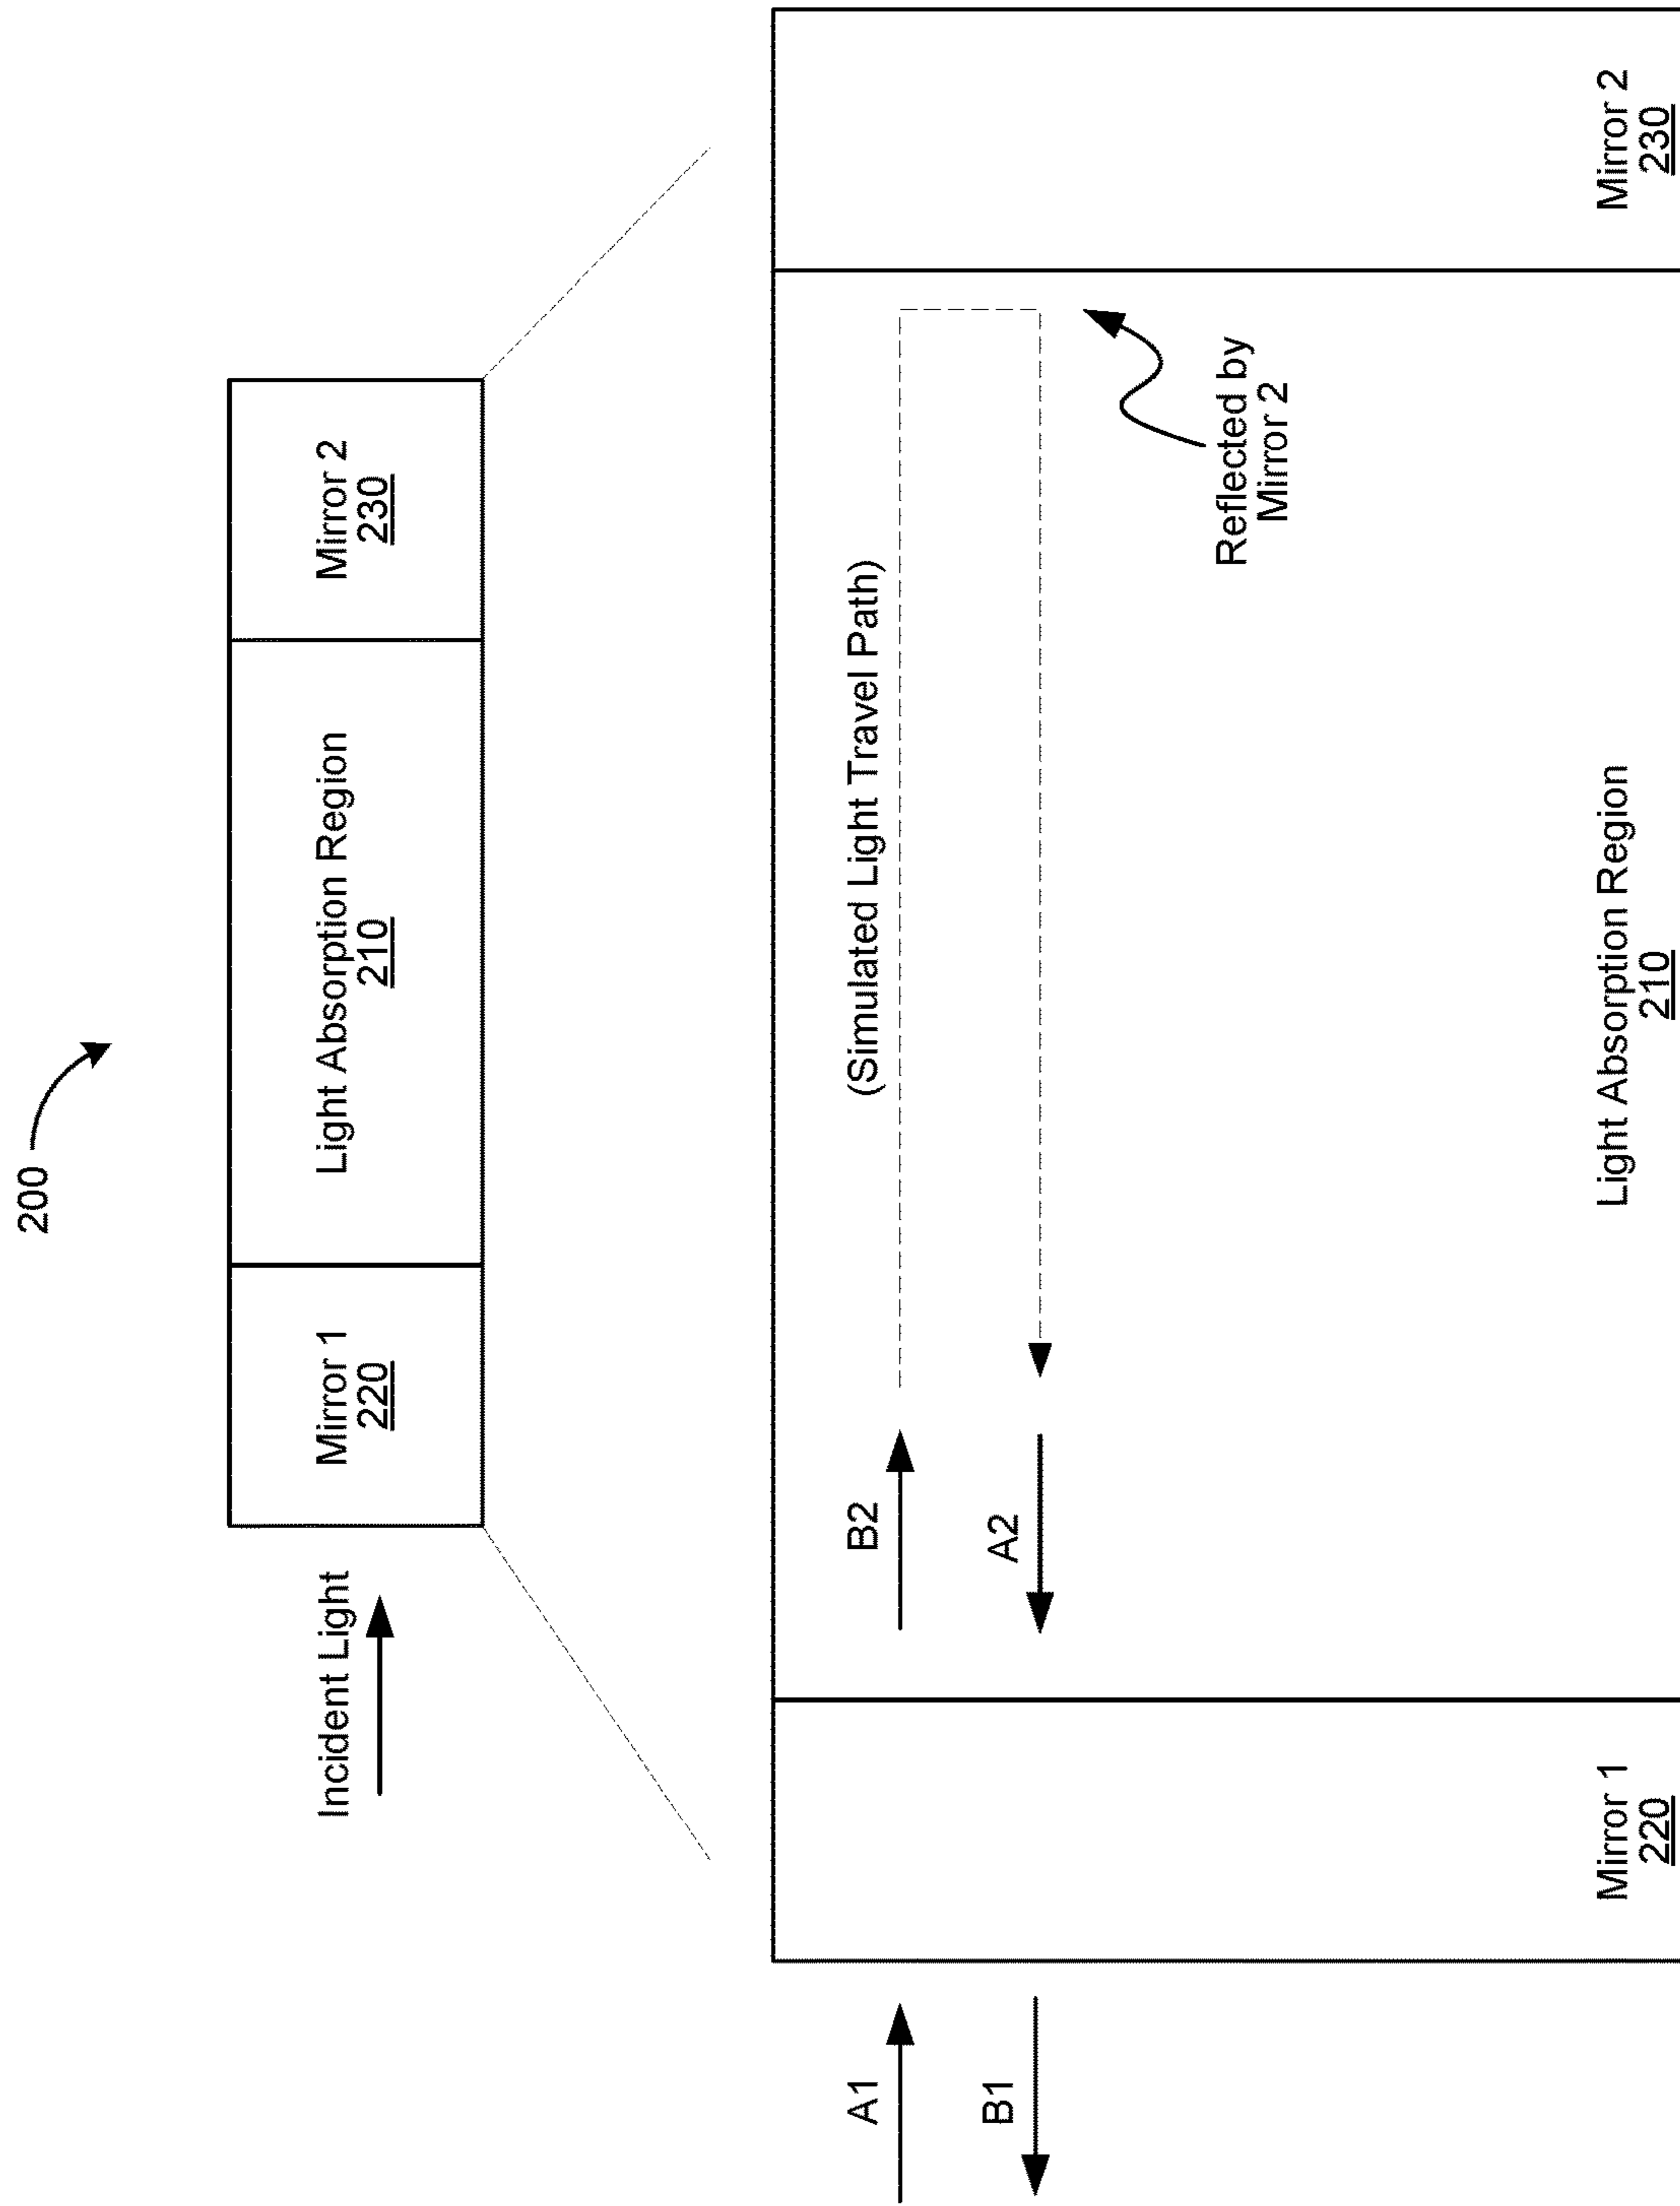 200
Incident Light
Mirror 1
220
Light Absorption Region
210
Mirror 2
230
(Simulated Light Travel Path)
A1
B2
B1
A2
Reflected by
Mirror 2
Mirror 1
220
Light Absorption Region
210
Mirror 2
230